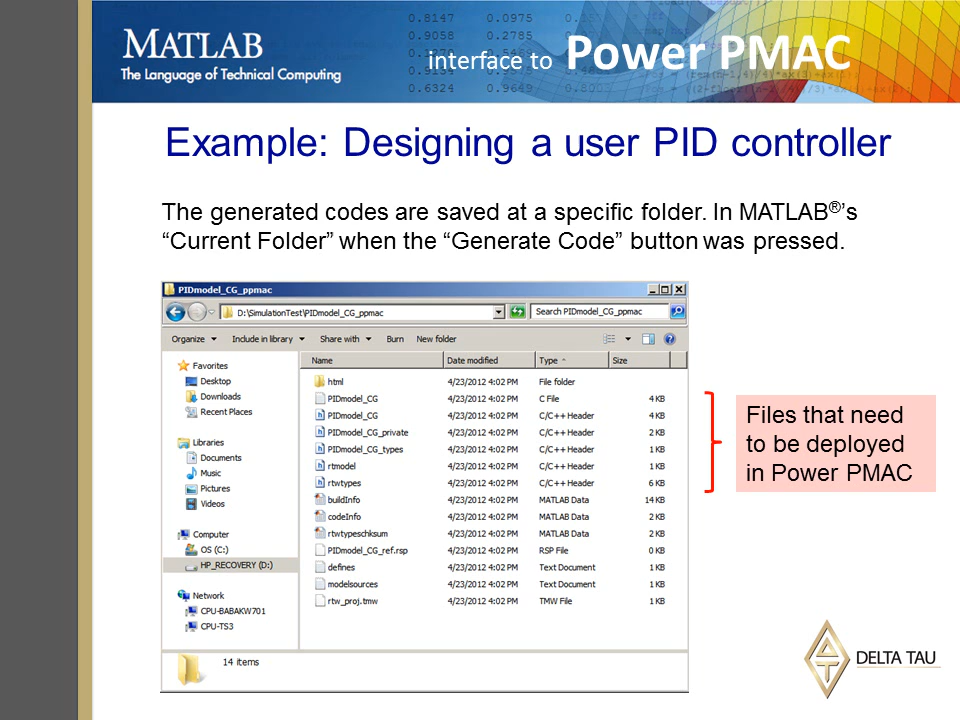 MATLAB
The Language of Technical Computing
interface to Power PMAC
0.8147 0.0975
0.9058 0.2785
0.6324 0.9649
Example: Designing a user PID controller
The generated codes are saved at a specific folder. In MATLAB®’s
“Current Folder” when the “Generate Code” button was pressed.
PIDmodel_CG_ppmac
D:\SimulationTest\PIDmodel_CG_ppmac
Search PIDmodel_CG_ppmac
Organize Include in library Share with Burn New folder
Favorites
Desktop
Downloads
Recent Places
Libraries
Documents
Music
Pictures
Videos
Computer
OS (C:)
HP_RECOVERY (D:)
Network
CPU-BABAKW701
CPU-TS3
Name Date modified Type Size
html 4/23/2012 4:02 PM File folder
PIDmodel_CG 4/23/2012 4:02 PM C File 4 KB
PIDmodel_CG 4/23/2012 4:02 PM C/C++ Header 4 KB
PIDmodel_CG_private 4/23/2012 4:02 PM C/C++ Header 2 KB
PIDmodel_CG_types 4/23/2012 4:02 PM C/C++ Header 1 KB
rtmodel 4/23/2012 4:02 PM C/C++ Header 1 KB
rtwtypes 4/23/2012 4:02 PM C/C++ Header 6 KB
buildInfo 4/23/2012 4:02 PM MATLAB Data 14 KB
codeInfo 4/23/2012 4:02 PM MATLAB Data 2 KB
rtwtypeschksum 4/23/2012 4:02 PM MATLAB Data 2 KB
PIDmodel_CG_ref.rsp 4/23/2012 4:02 PM RSP File 0 KB
defines 4/23/2012 4:02 PM Text Document 1 KB
modelsources 4/23/2012 4:02 PM Text Document 1 KB
rtw_proj.tmw 4/23/2012 4:02 PM TMW File 1 KB
14 items
Files that need
to be deployed
in Power PMAC
DELTA TAU